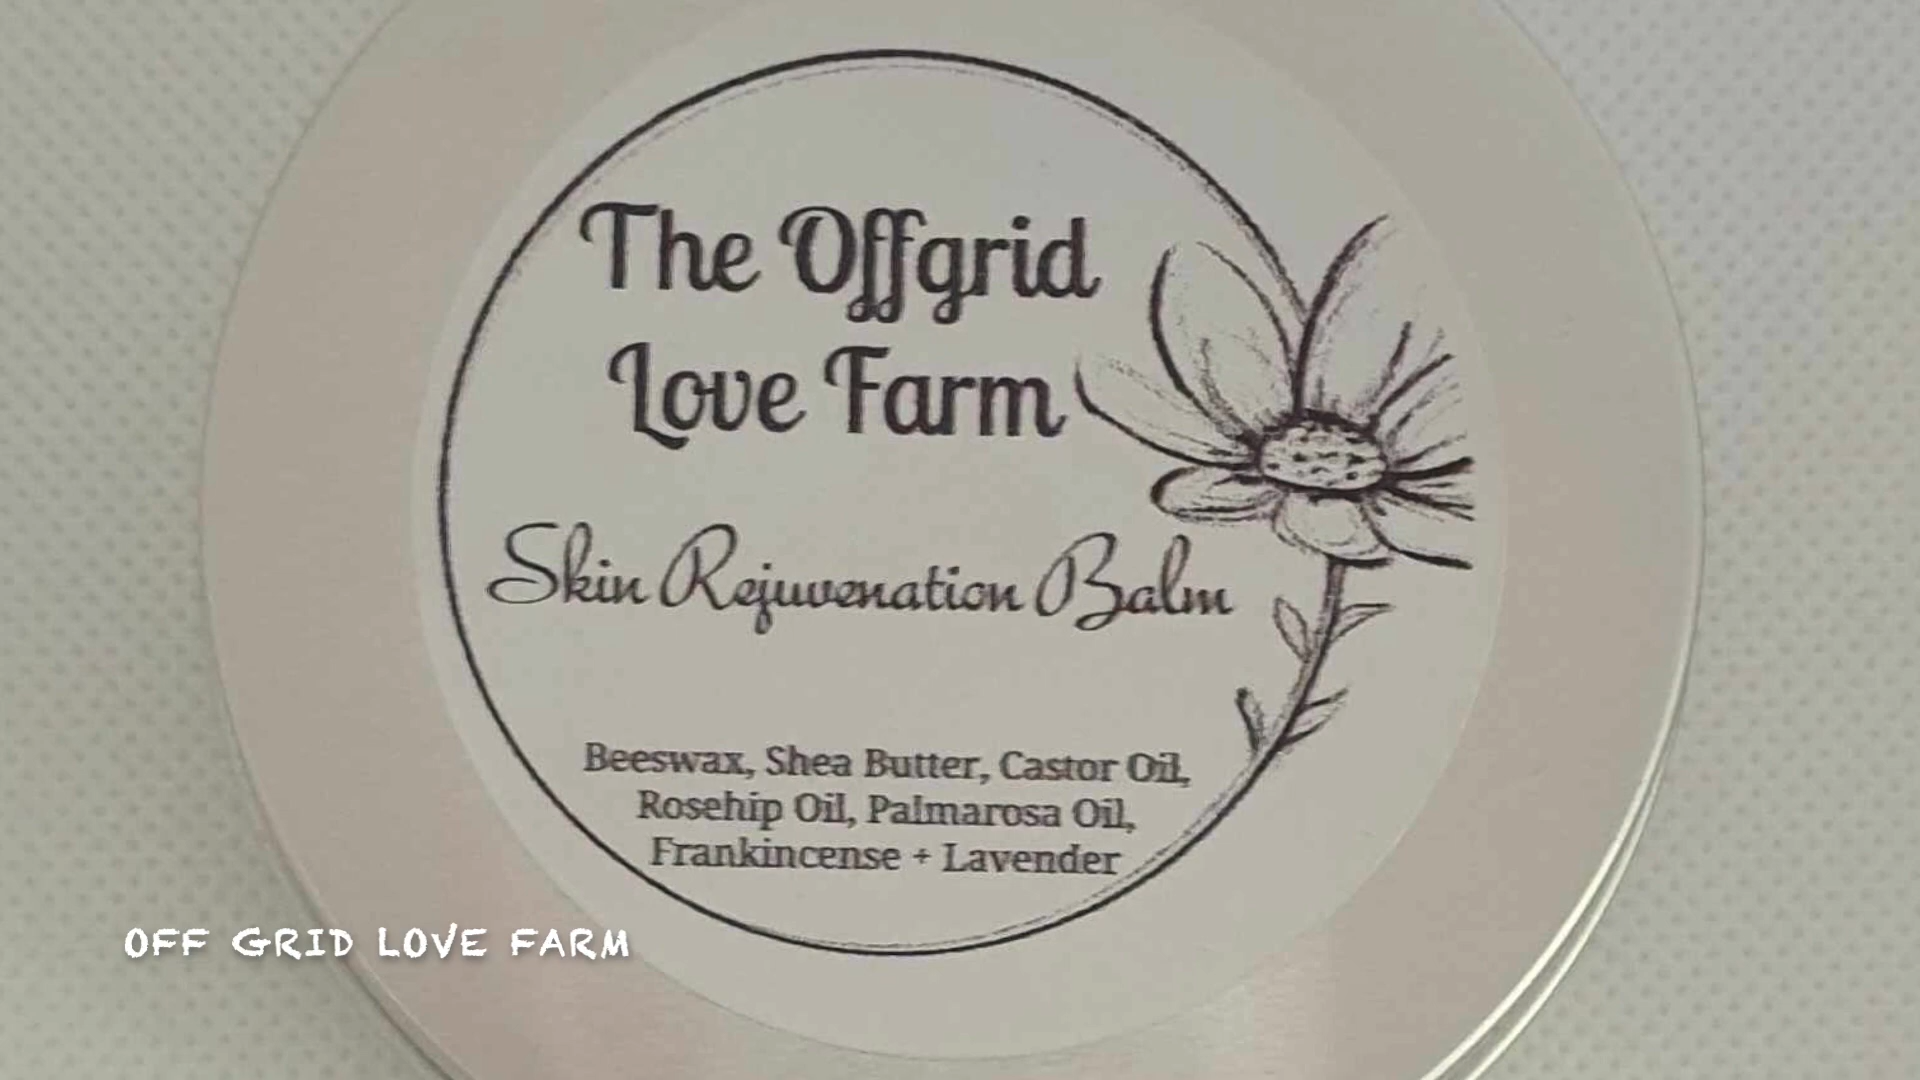 The Offgrid
Love Farm
Skin Rejuvenation Balm
Beeswax, Shea Butter, Castor Oil,
Rosehip Oil, Palmarosa Oil,
Frankincense + Lavender
OFF GRID LOVE FARM